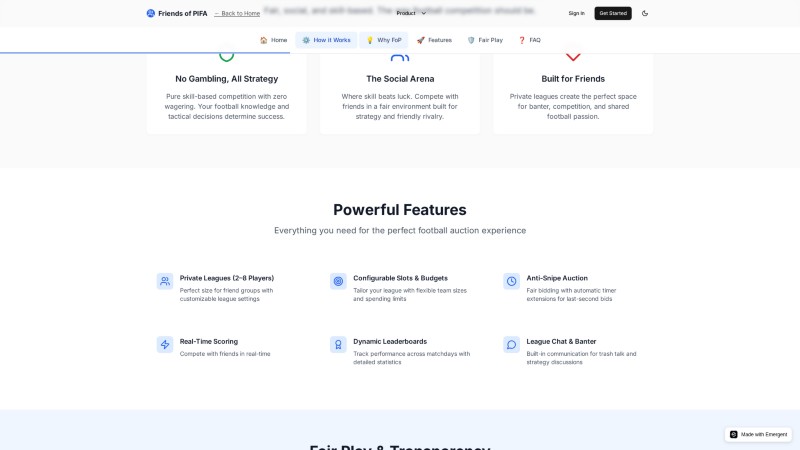 Friends of PIFA
← Back to Home
Fair, social, and skill-based. The way football competition should be.
Product
Sign In
Get Started
🏠 Home
⚙️ How it Works
💡 Why FoP
🚀 Features
🛡️ Fair Play
❓ FAQ
No Gambling, All Strategy
Pure skill-based competition with zero
wagering. Your football knowledge and
tactical decisions determine success.
The Social Arena
Where skill beats luck. Compete with
friends in a fair environment built for
strategy and friendly rivalry.
Built for Friends
Private leagues create the perfect space
for banter, competition, and shared
football passion.
Powerful Features
Everything you need for the perfect football auction experience
Private Leagues (2–8 Players)
Perfect size for friend groups with
customizable league settings
Configurable Slots & Budgets
Tailor your league with flexible team sizes
and spending limits
Anti-Snipe Auction
Fair bidding with automatic timer
extensions for last-second bids
Real-Time Scoring
Compete with friends in real-time
Dynamic Leaderboards
Track performance across matchdays with
detailed statistics
League Chat & Banter
Built-in communication for trash talk and
strategy discussions
Fair Play & Transparency
Made with Emergent